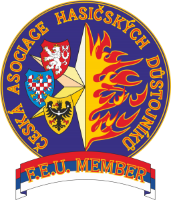 ČESKÁ ASOCIACE HASIČSKÝCH DŮSTOJNÍKŮ
F.E.U. MEMBER